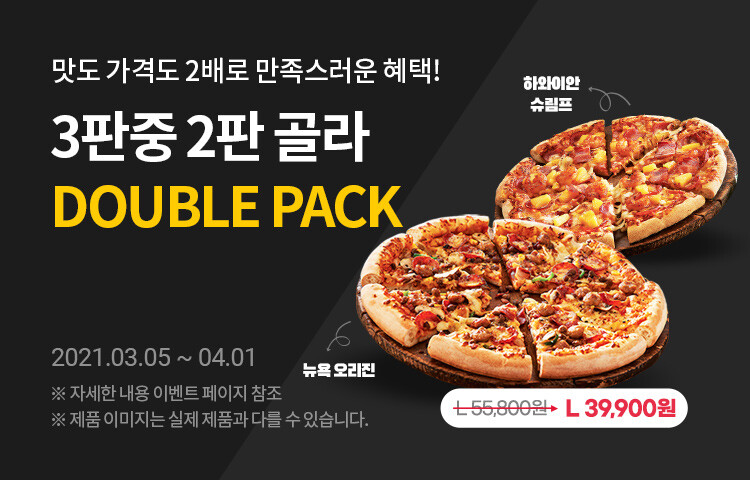 맛도 가격도 2배로 만족스러운 혜택!
3판중 2판 골라
DOUBLE PACK
하와이안
슈림프
뉴욕 오리진
2021.03.05 ~ 04.01
※ 자세한 내용 이벤트 페이지 참조
※ 제품 이미지는 실제 제품과 다를 수 있습니다.
L 55,800원 L 39,900원